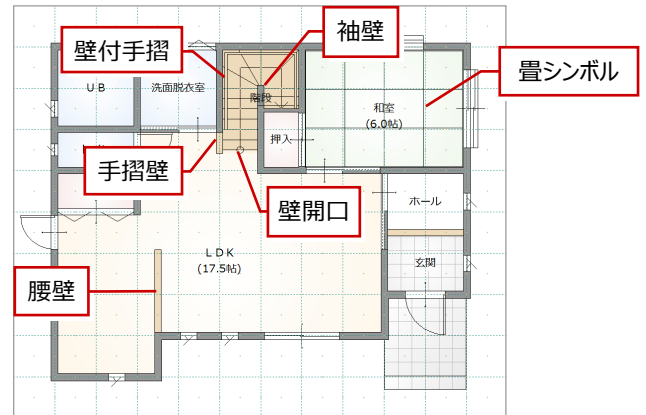 袖壁
壁付手摺
畳シンボル
UB
洗面脱衣室
階段
和室
(6.0帖)
押入
手摺壁
壁開口
ホール
LDK
(17.5帖)
玄関
腰壁